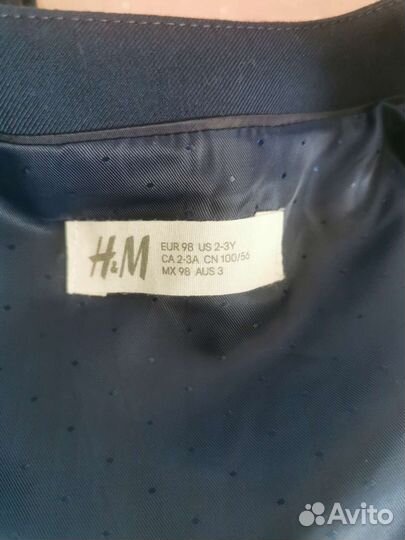 H&M
EUR 98 US 2-3Y
CA 2-3A CN 100/56
MX 98 AUS 3
Avito